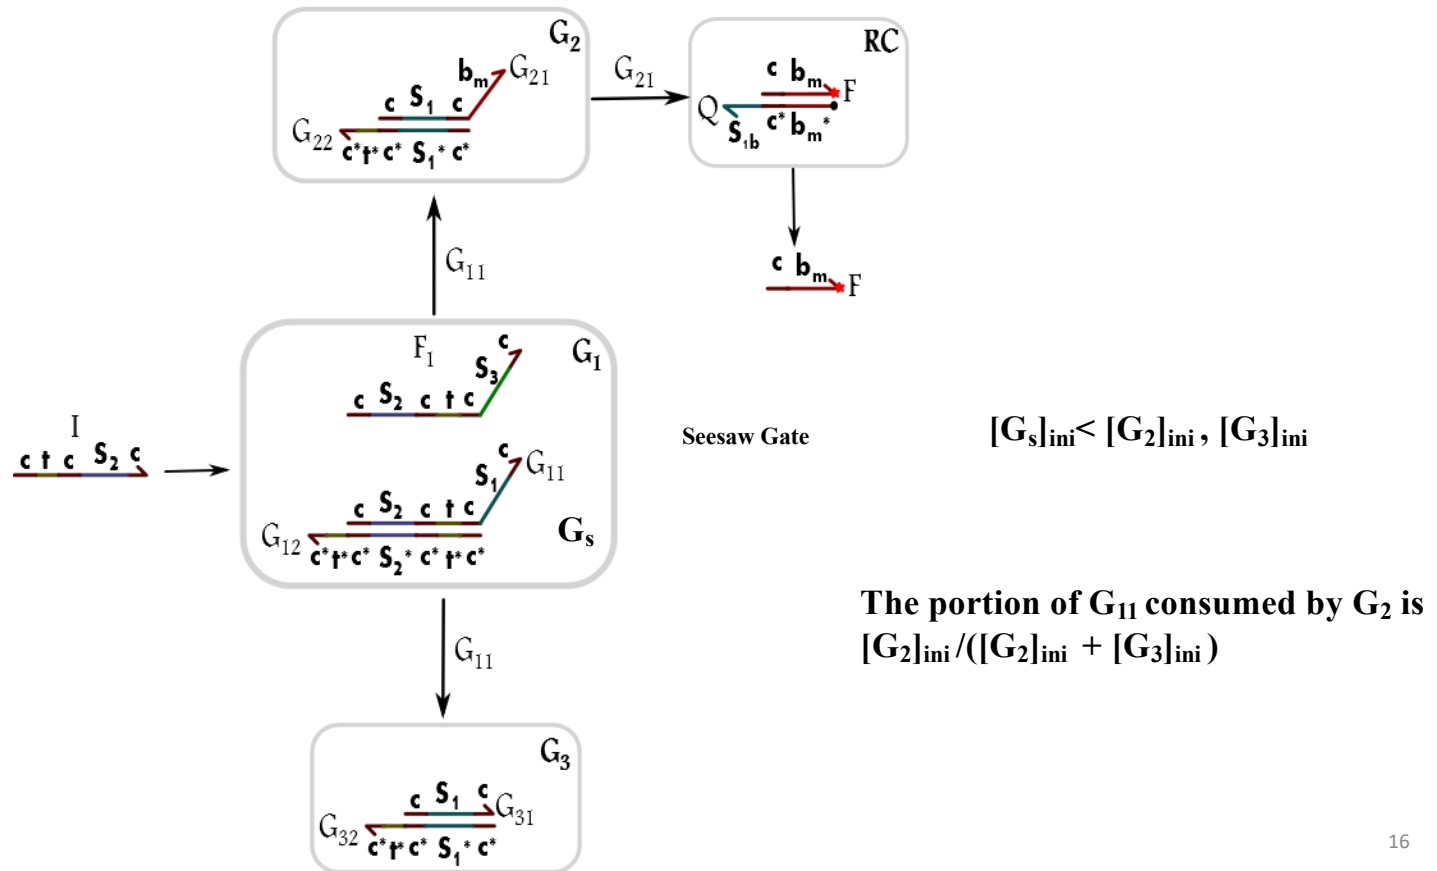 G₂
bₘ G₂₁
c S₁ c
G₂₂
c* t* c* S₁* c*
G₂₁
RC
c bₘ F
Q
S₁b c* bₘ*
c bₘ F
G₁₁
F₁ G₁
c
S₃
c S₂ c t c
I
c t c S₂ c
c G₁₁
S₁
c S₂ c t c
G₁₂
Gₛ
c* t* c* S₂* c* t* c*
Seesaw Gate
[Gₛ]ini< [G₂]ini , [G₃]ini
The portion of G₁₁ consumed by G₂ is
[G₂]ini /([G₂]ini + [G₃]ini )
G₁₁
G₃
c S₁ c G₃₁
G₃₂
c* t* c* S₁* c*
16